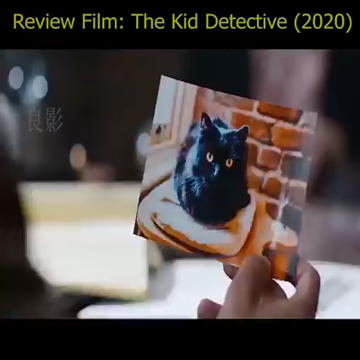 Review Film: The Kid Detective (2020)
良影